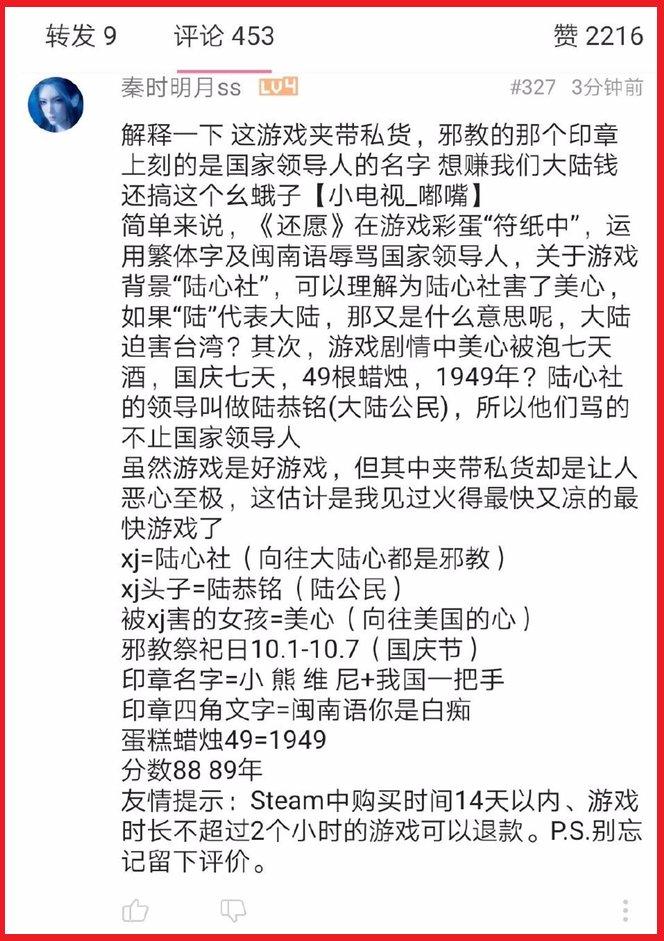 转发 9 评论 453 赞 2216
秦时明月ss LV4 #327 3分钟前
解释一下 这游戏夹带私货，邪教的那个印章
上刻的是国家领导人的名字 想赚我们大陆钱
还搞这个幺蛾子【小电视_嘟嘴】
简单来说，《还愿》在游戏彩蛋“符纸中”，运
用繁体字及闽南语辱骂国家领导人，关于游戏
背景“陆心社”，可以理解为陆心社害了美心，
如果“陆”代表大陆，那又是什么意思呢，大陆
迫害台湾？其次，游戏剧情中美心被泡七天
酒，国庆七天，49根蜡烛，1949年？陆心社
的领导叫做陆恭铭(大陆公民)，所以他们骂的
不止国家领导人
虽然游戏是好游戏，但其中夹带私货却是让人
恶心至极，这估计是我见过火得最快又凉的最
快游戏了
xj=陆心社（向往大陆心都是邪教）
xj头子=陆恭铭（陆公民）
被xj害的女孩=美心（向往美国的心）
邪教祭祀日10.1-10.7（国庆节）
印章名字=小 熊 维 尼+我国一把手
印章四角文字=闽南语你是白痴
蛋糕蜡烛49=1949
分数88 89年
友情提示：Steam中购买时间14天以内、游戏
时长不超过2个小时的游戏可以退款。P.S.别忘
记留下评价。